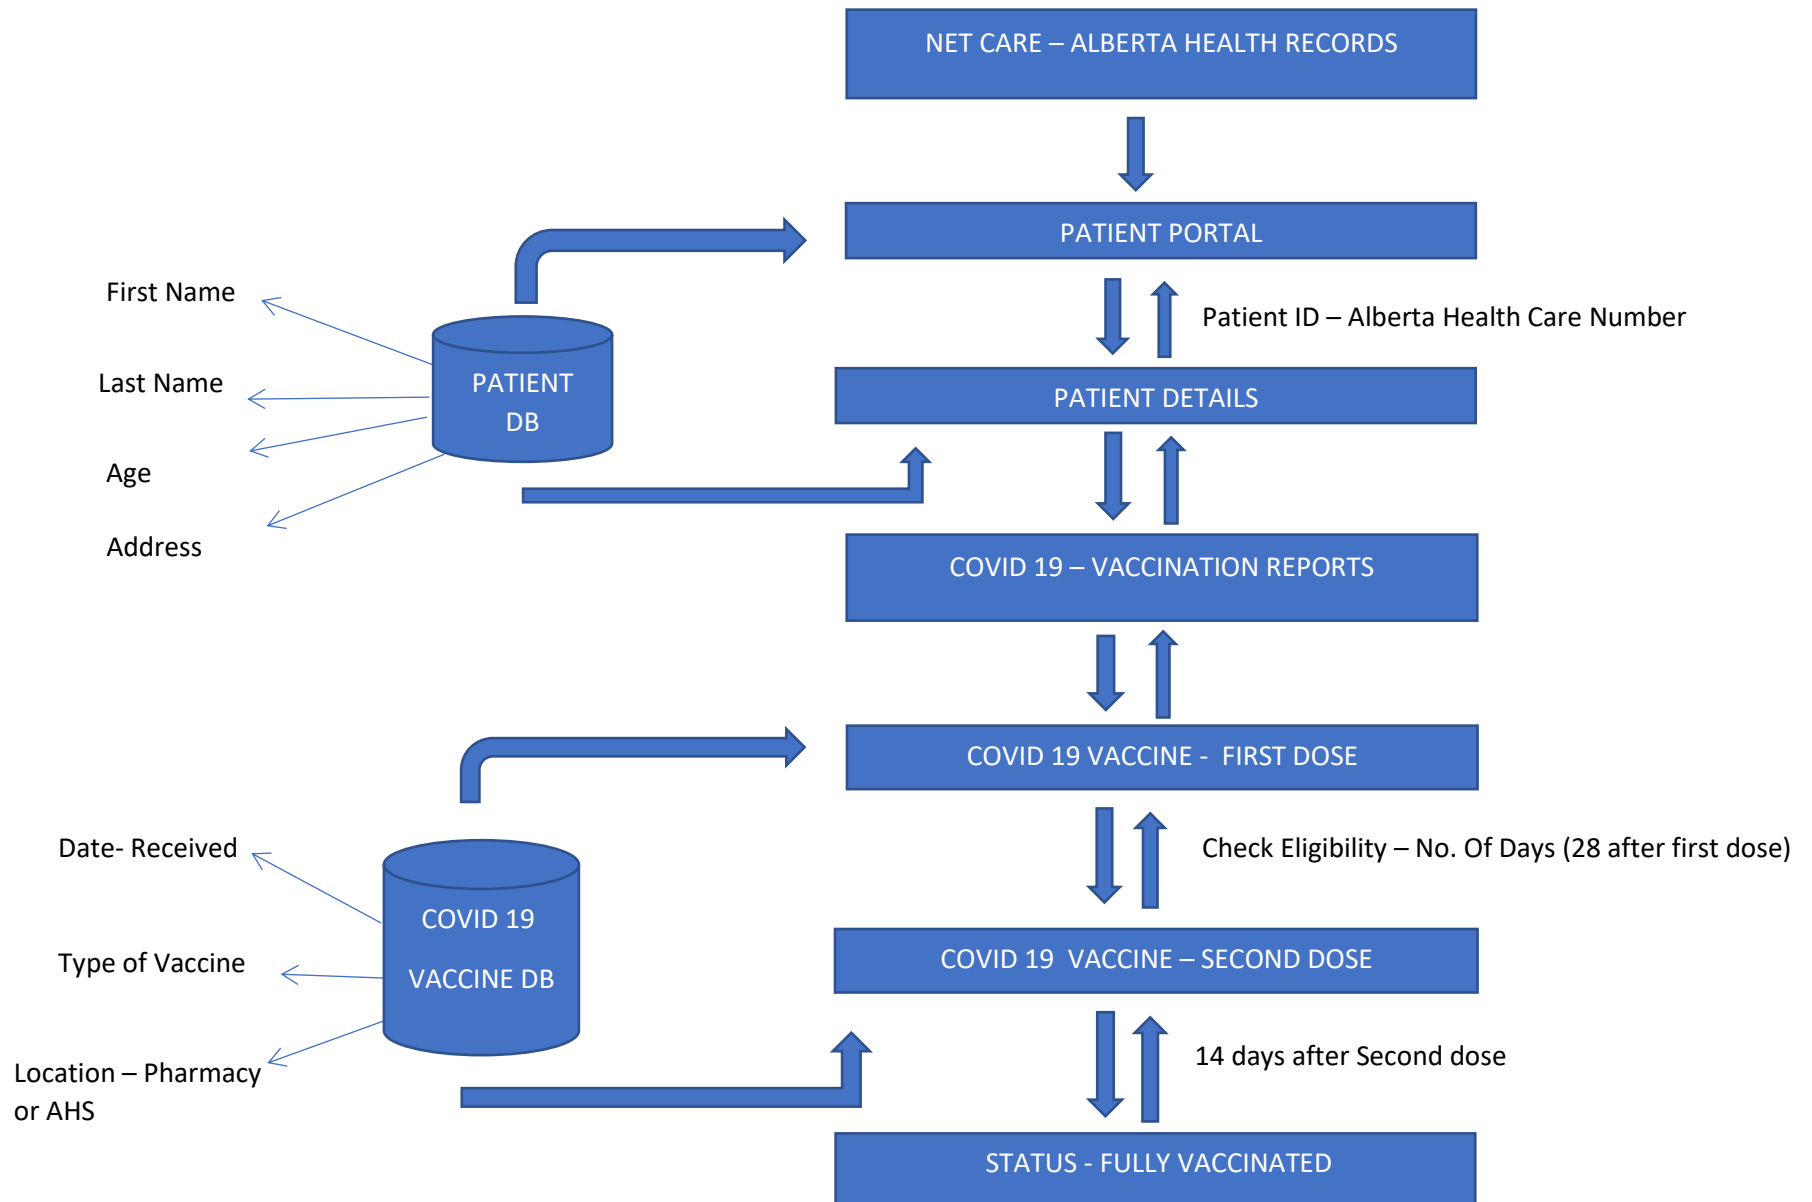 NET CARE – ALBERTA HEALTH RECORDS
PATIENT PORTAL
First Name
Patient ID – Alberta Health Care Number
Last Name
PATIENT
DB
PATIENT DETAILS
Age
Address
COVID 19 – VACCINATION REPORTS
COVID 19 VACCINE - FIRST DOSE
Date- Received
Check Eligibility – No. Of Days (28 after first dose)
COVID 19
VACCINE DB
Type of Vaccine
COVID 19 VACCINE – SECOND DOSE
Location – Pharmacy
or AHS
14 days after Second dose
STATUS - FULLY VACCINATED